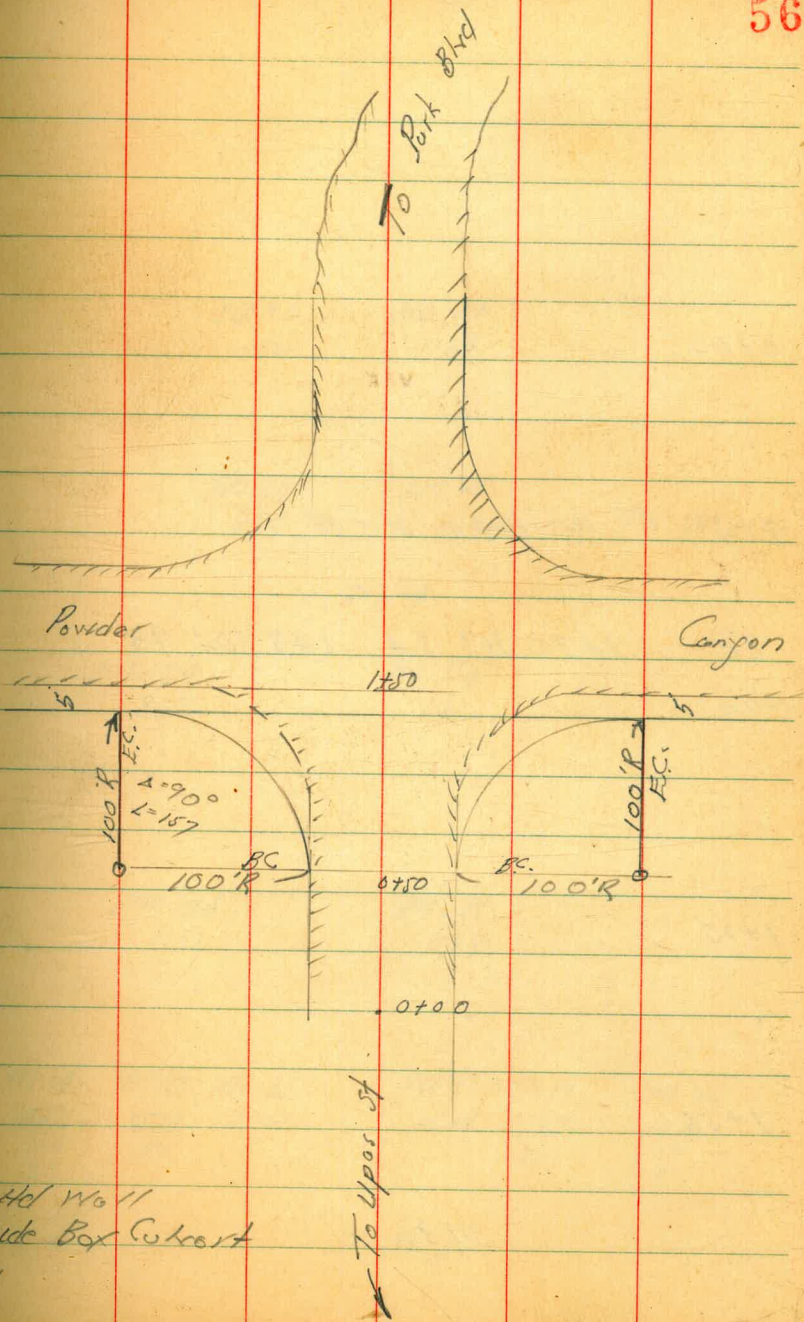 56
To Park Blvd
Powder
Canyon
1+50
5
5
E.C.
100'R
Δ=90°
L=157
100'R
E.C.
B.C.
100'R
0+50
B.C.
100'R
0+00
To Upas St
Hd Wall
Box Culvert